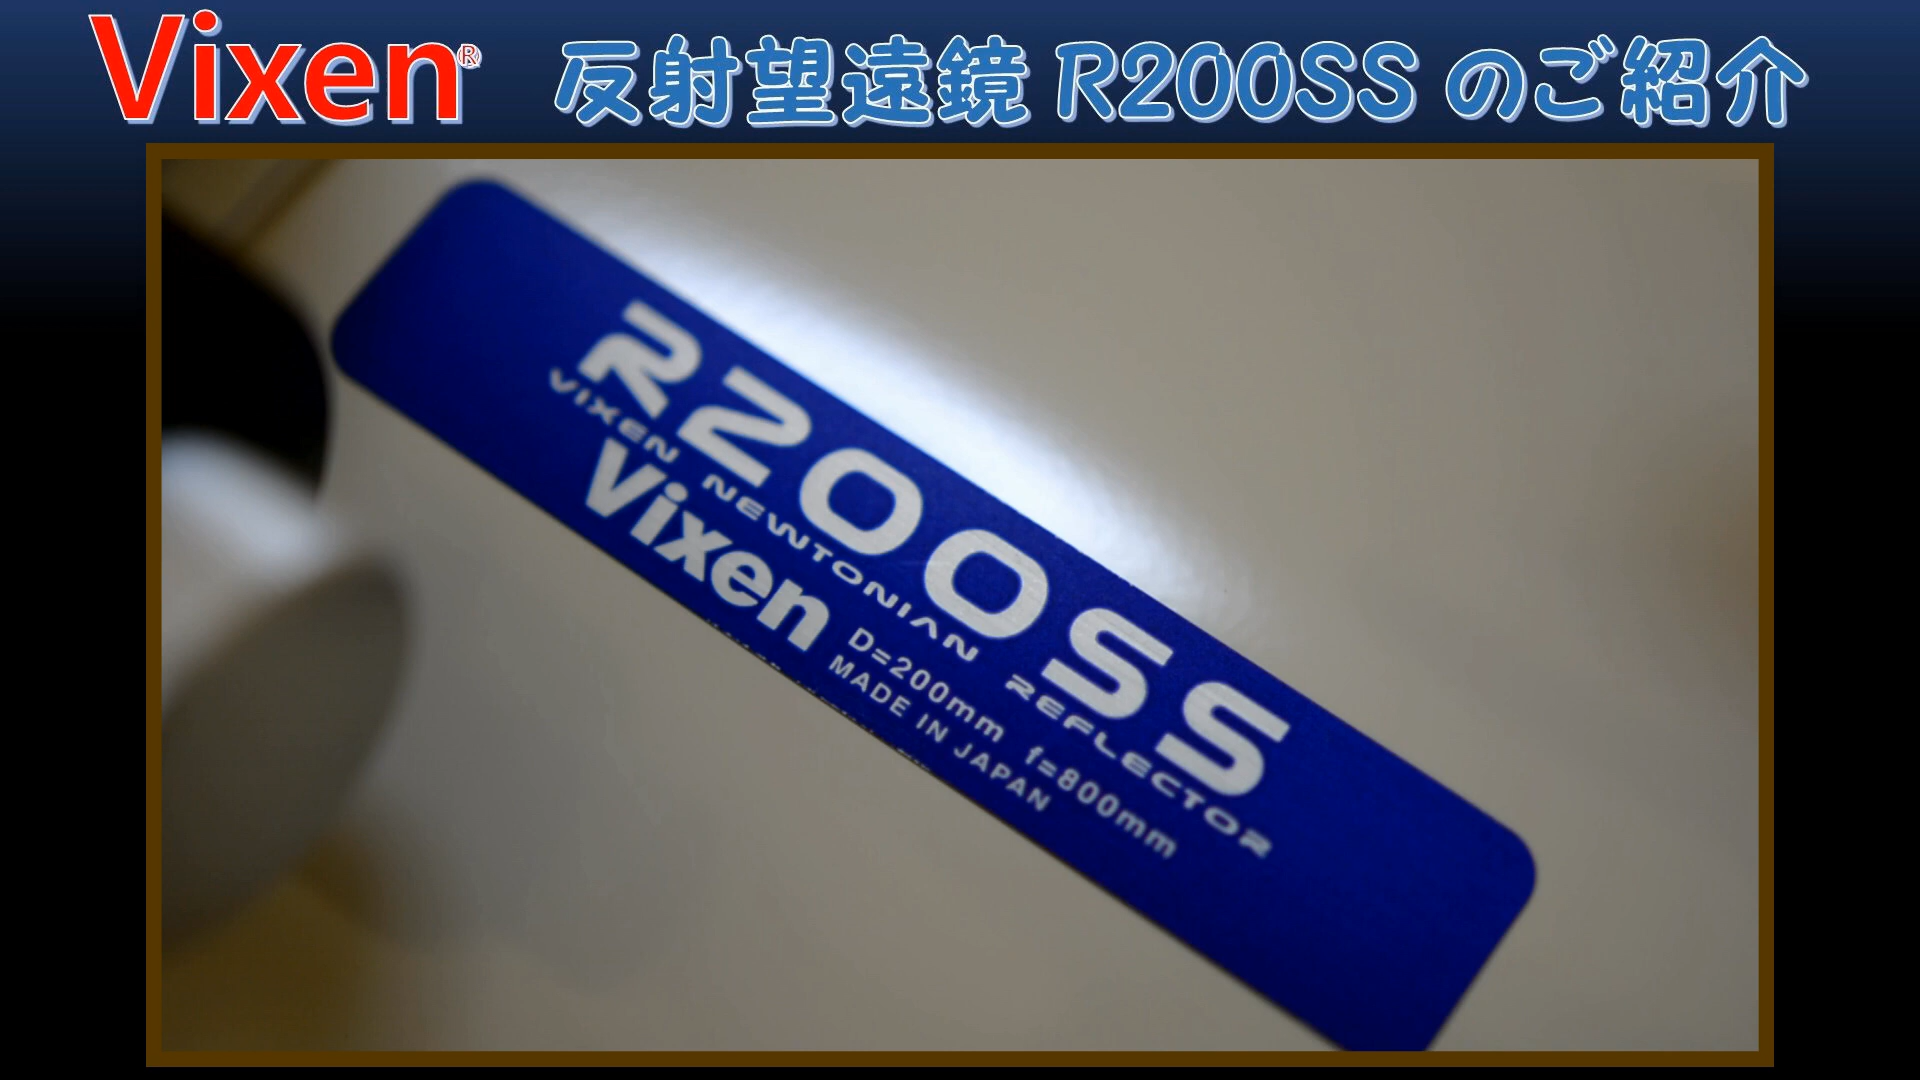 Vixen® 反射望遠鏡 R200SS のご紹介
R200SS
VIXEN NEWTONIAN REFLECTOR
Vixen D=200mm f=800mm
MADE IN JAPAN